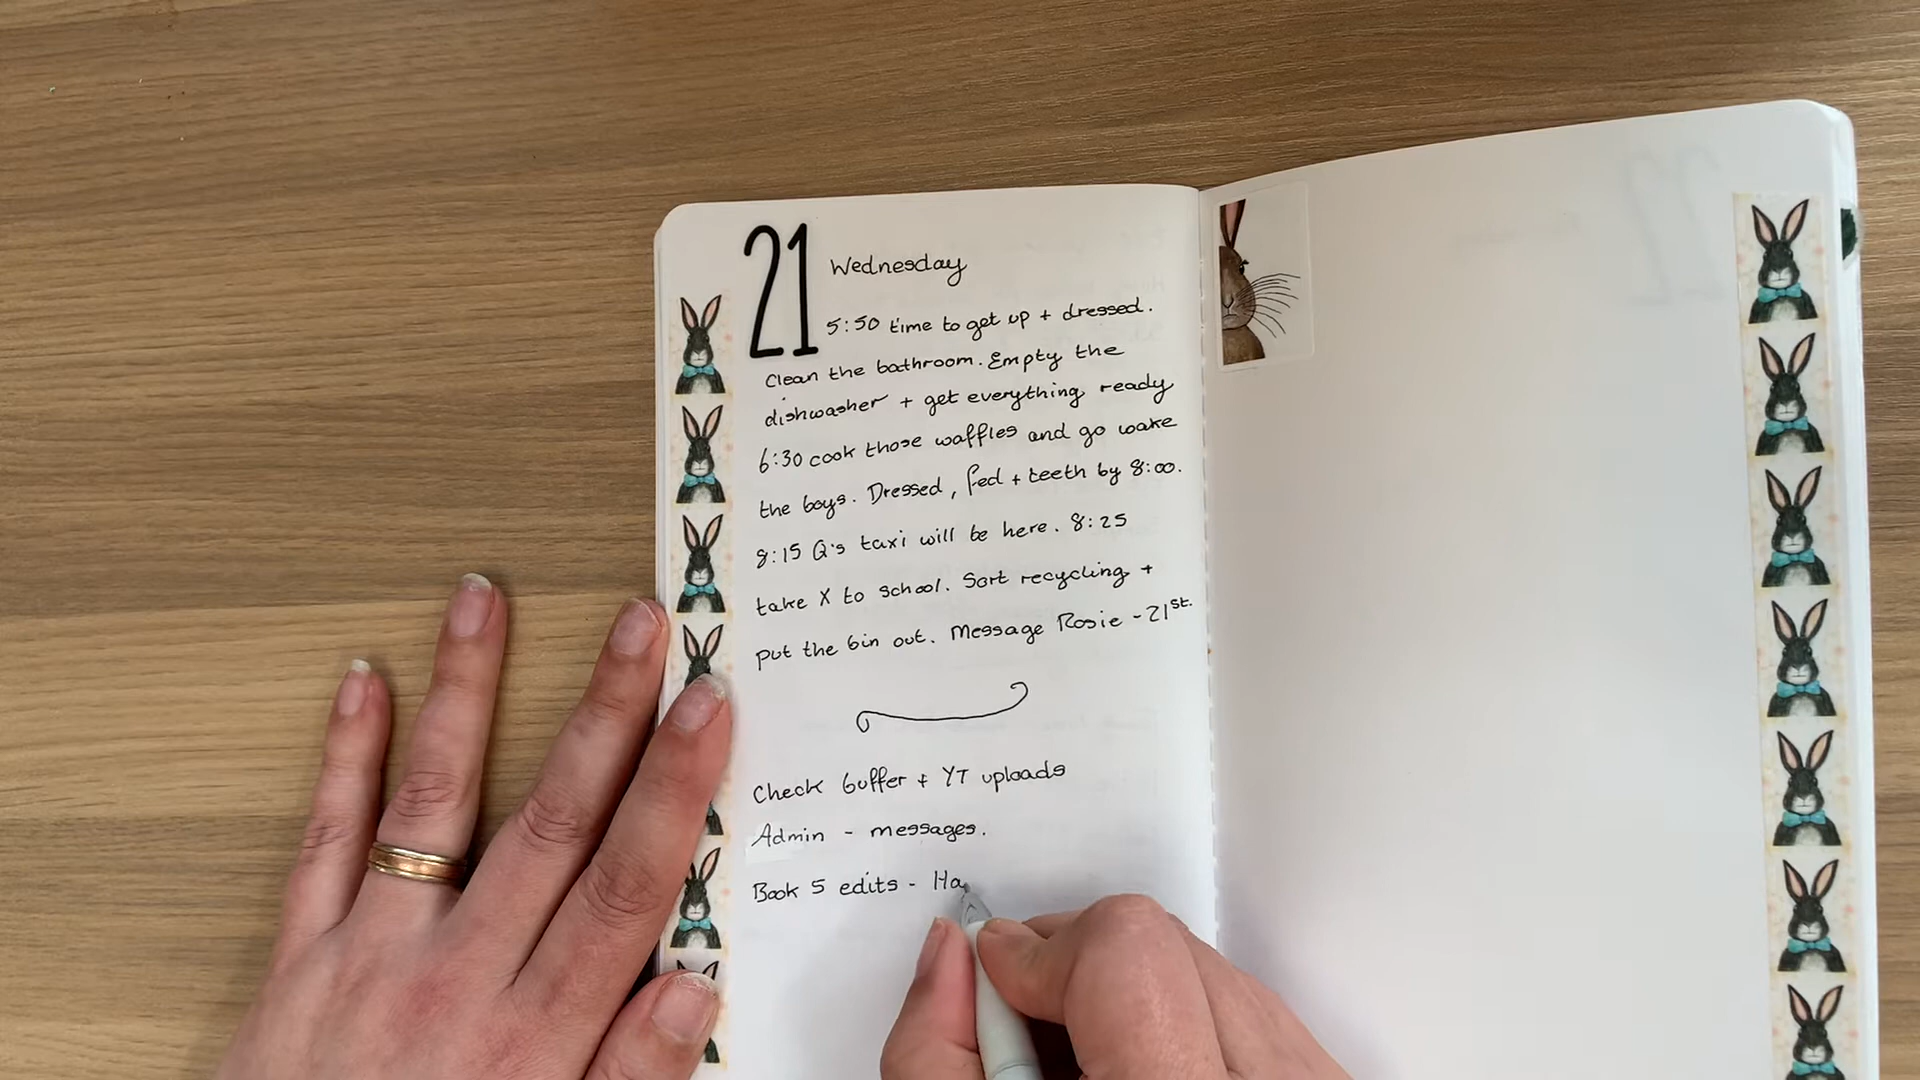 21 Wednesday
5:50 time to get up + dressed.
Clean the bathroom. Empty the
dishwasher + get everything ready
6:30 cook those waffles and go wake
the boys. Dressed, fed + teeth by 8:00.
8:15 Q's taxi will be here. 8:25
take X to school. Sort recycling +
put the bin out. Message Rosie - 21st.
Check buffer + YT uploads
Admin - messages.
Book 5 edits - Ha
22